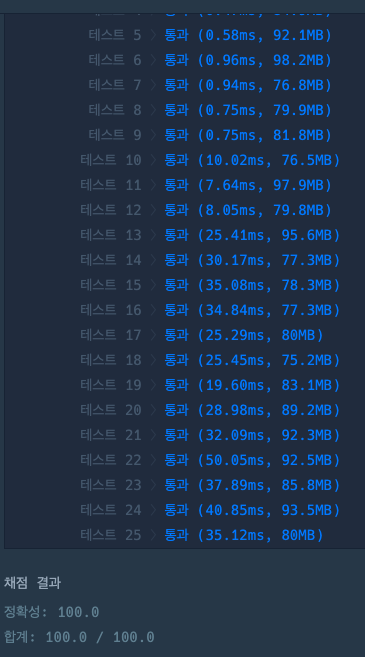 테스트 5 > 통과 (0.58ms, 92.1MB)
테스트 6 > 통과 (0.96ms, 98.2MB)
테스트 7 > 통과 (0.94ms, 76.8MB)
테스트 8 > 통과 (0.75ms, 79.9MB)
테스트 9 > 통과 (0.75ms, 81.8MB)
테스트 10 > 통과 (10.02ms, 76.5MB)
테스트 11 > 통과 (7.64ms, 97.9MB)
테스트 12 > 통과 (8.05ms, 79.8MB)
테스트 13 > 통과 (25.41ms, 95.6MB)
테스트 14 > 통과 (30.17ms, 77.3MB)
테스트 15 > 통과 (35.08ms, 78.3MB)
테스트 16 > 통과 (34.84ms, 77.3MB)
테스트 17 > 통과 (25.29ms, 80MB)
테스트 18 > 통과 (25.45ms, 75.2MB)
테스트 19 > 통과 (19.60ms, 83.1MB)
테스트 20 > 통과 (28.98ms, 89.2MB)
테스트 21 > 통과 (32.09ms, 92.3MB)
테스트 22 > 통과 (50.05ms, 92.5MB)
테스트 23 > 통과 (37.89ms, 85.8MB)
테스트 24 > 통과 (40.85ms, 93.5MB)
테스트 25 > 통과 (35.12ms, 80MB)
채점 결과
정확성: 100.0
합계: 100.0 / 100.0